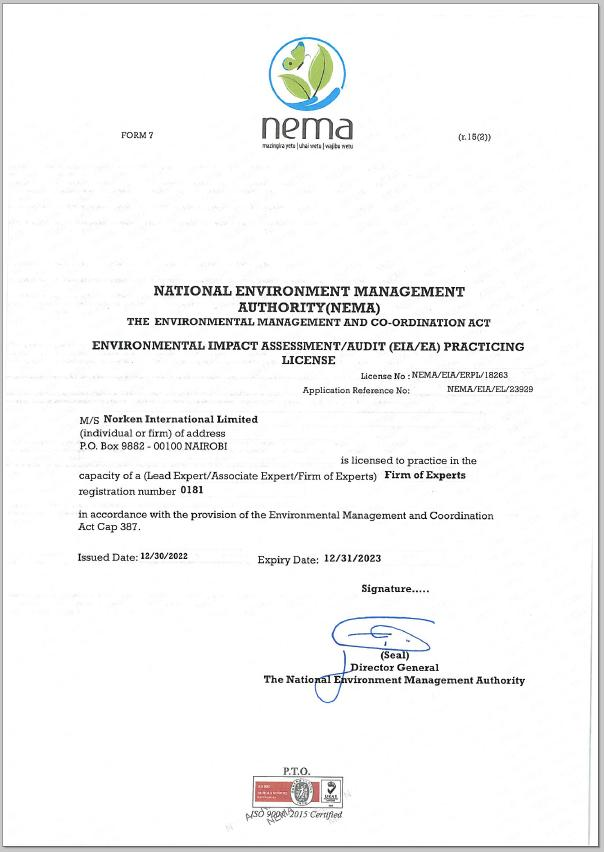 nema
mazingira yetu | uhai wetu | wajibu wetu
FORM 7
(r.15(2))
NATIONAL ENVIRONMENT MANAGEMENT
AUTHORITY(NEMA)
THE ENVIRONMENTAL MANAGEMENT AND CO-ORDINATION ACT
ENVIRONMENTAL IMPACT ASSESSMENT/AUDIT (EIA/EA) PRACTICING
LICENSE
License No : NEMA/EIA/ERPL/18263
Application Reference No: NEMA/EIA/EL/23929
M/S Norken International Limited
(individual or firm) of address
P.O. Box 9882 - 00100 NAIROBI
is licensed to practice in the
capacity of a (Lead Expert/Associate Expert/Firm of Experts) Firm of Experts
registration number 0181
in accordance with the provision of the Environmental Management and Coordination
Act Cap 387.
Issued Date: 12/30/2022 Expiry Date: 12/31/2023
Signature.....
(Seal)
Director General
The National Environment Management Authority
P.T.O.
ISO 9001: 2015 Certified
NEMA